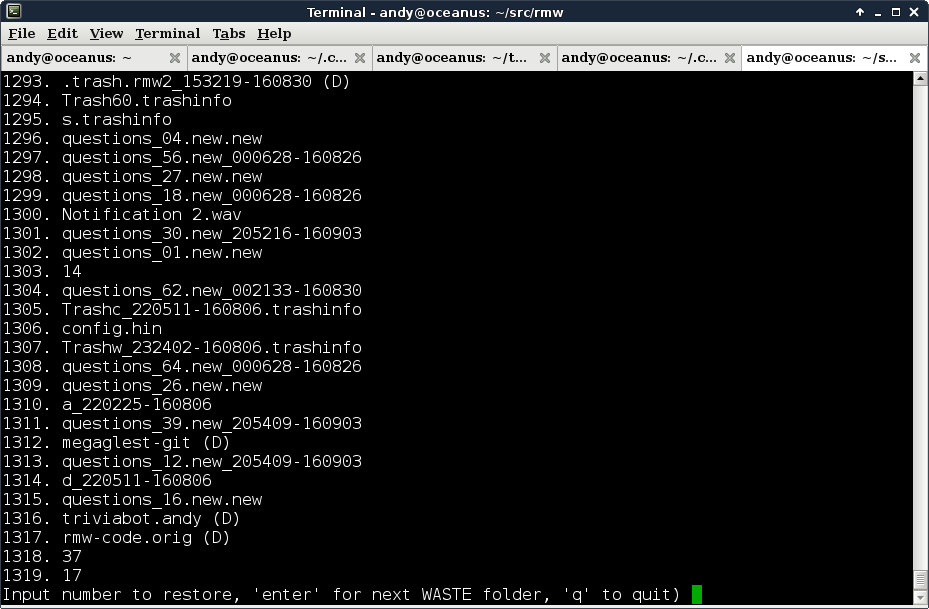 Terminal - andy@oceanus: ~/src/rmw
File Edit View Terminal Tabs Help
andy@oceanus: ~ andy@oceanus: ~/.c... andy@oceanus: ~/t... andy@oceanus: ~/.c... andy@oceanus: ~/s...
1293. .trash.rmw2_153219-160830 (D)
1294. Trash60.trashinfo
1295. s.trashinfo
1296. questions_04.new.new
1297. questions_56.new_000628-160826
1298. questions_27.new.new
1299. questions_18.new_000628-160826
1300. Notification 2.wav
1301. questions_30.new_205216-160903
1302. questions_01.new.new
1303. 14
1304. questions_62.new_002133-160830
1305. Trashc_220511-160806.trashinfo
1306. config.hin
1307. Trashw_232402-160806.trashinfo
1308. questions_64.new_000628-160826
1309. questions_26.new.new
1310. a_220225-160806
1311. questions_39.new_205409-160903
1312. megaglest-git (D)
1313. questions_12.new_205409-160903
1314. d_220511-160806
1315. questions_16.new.new
1316. triviabot.andy (D)
1317. rmw-code.orig (D)
1318. 37
1319. 17
Input number to restore, 'enter' for next WASTE folder, 'q' to quit)